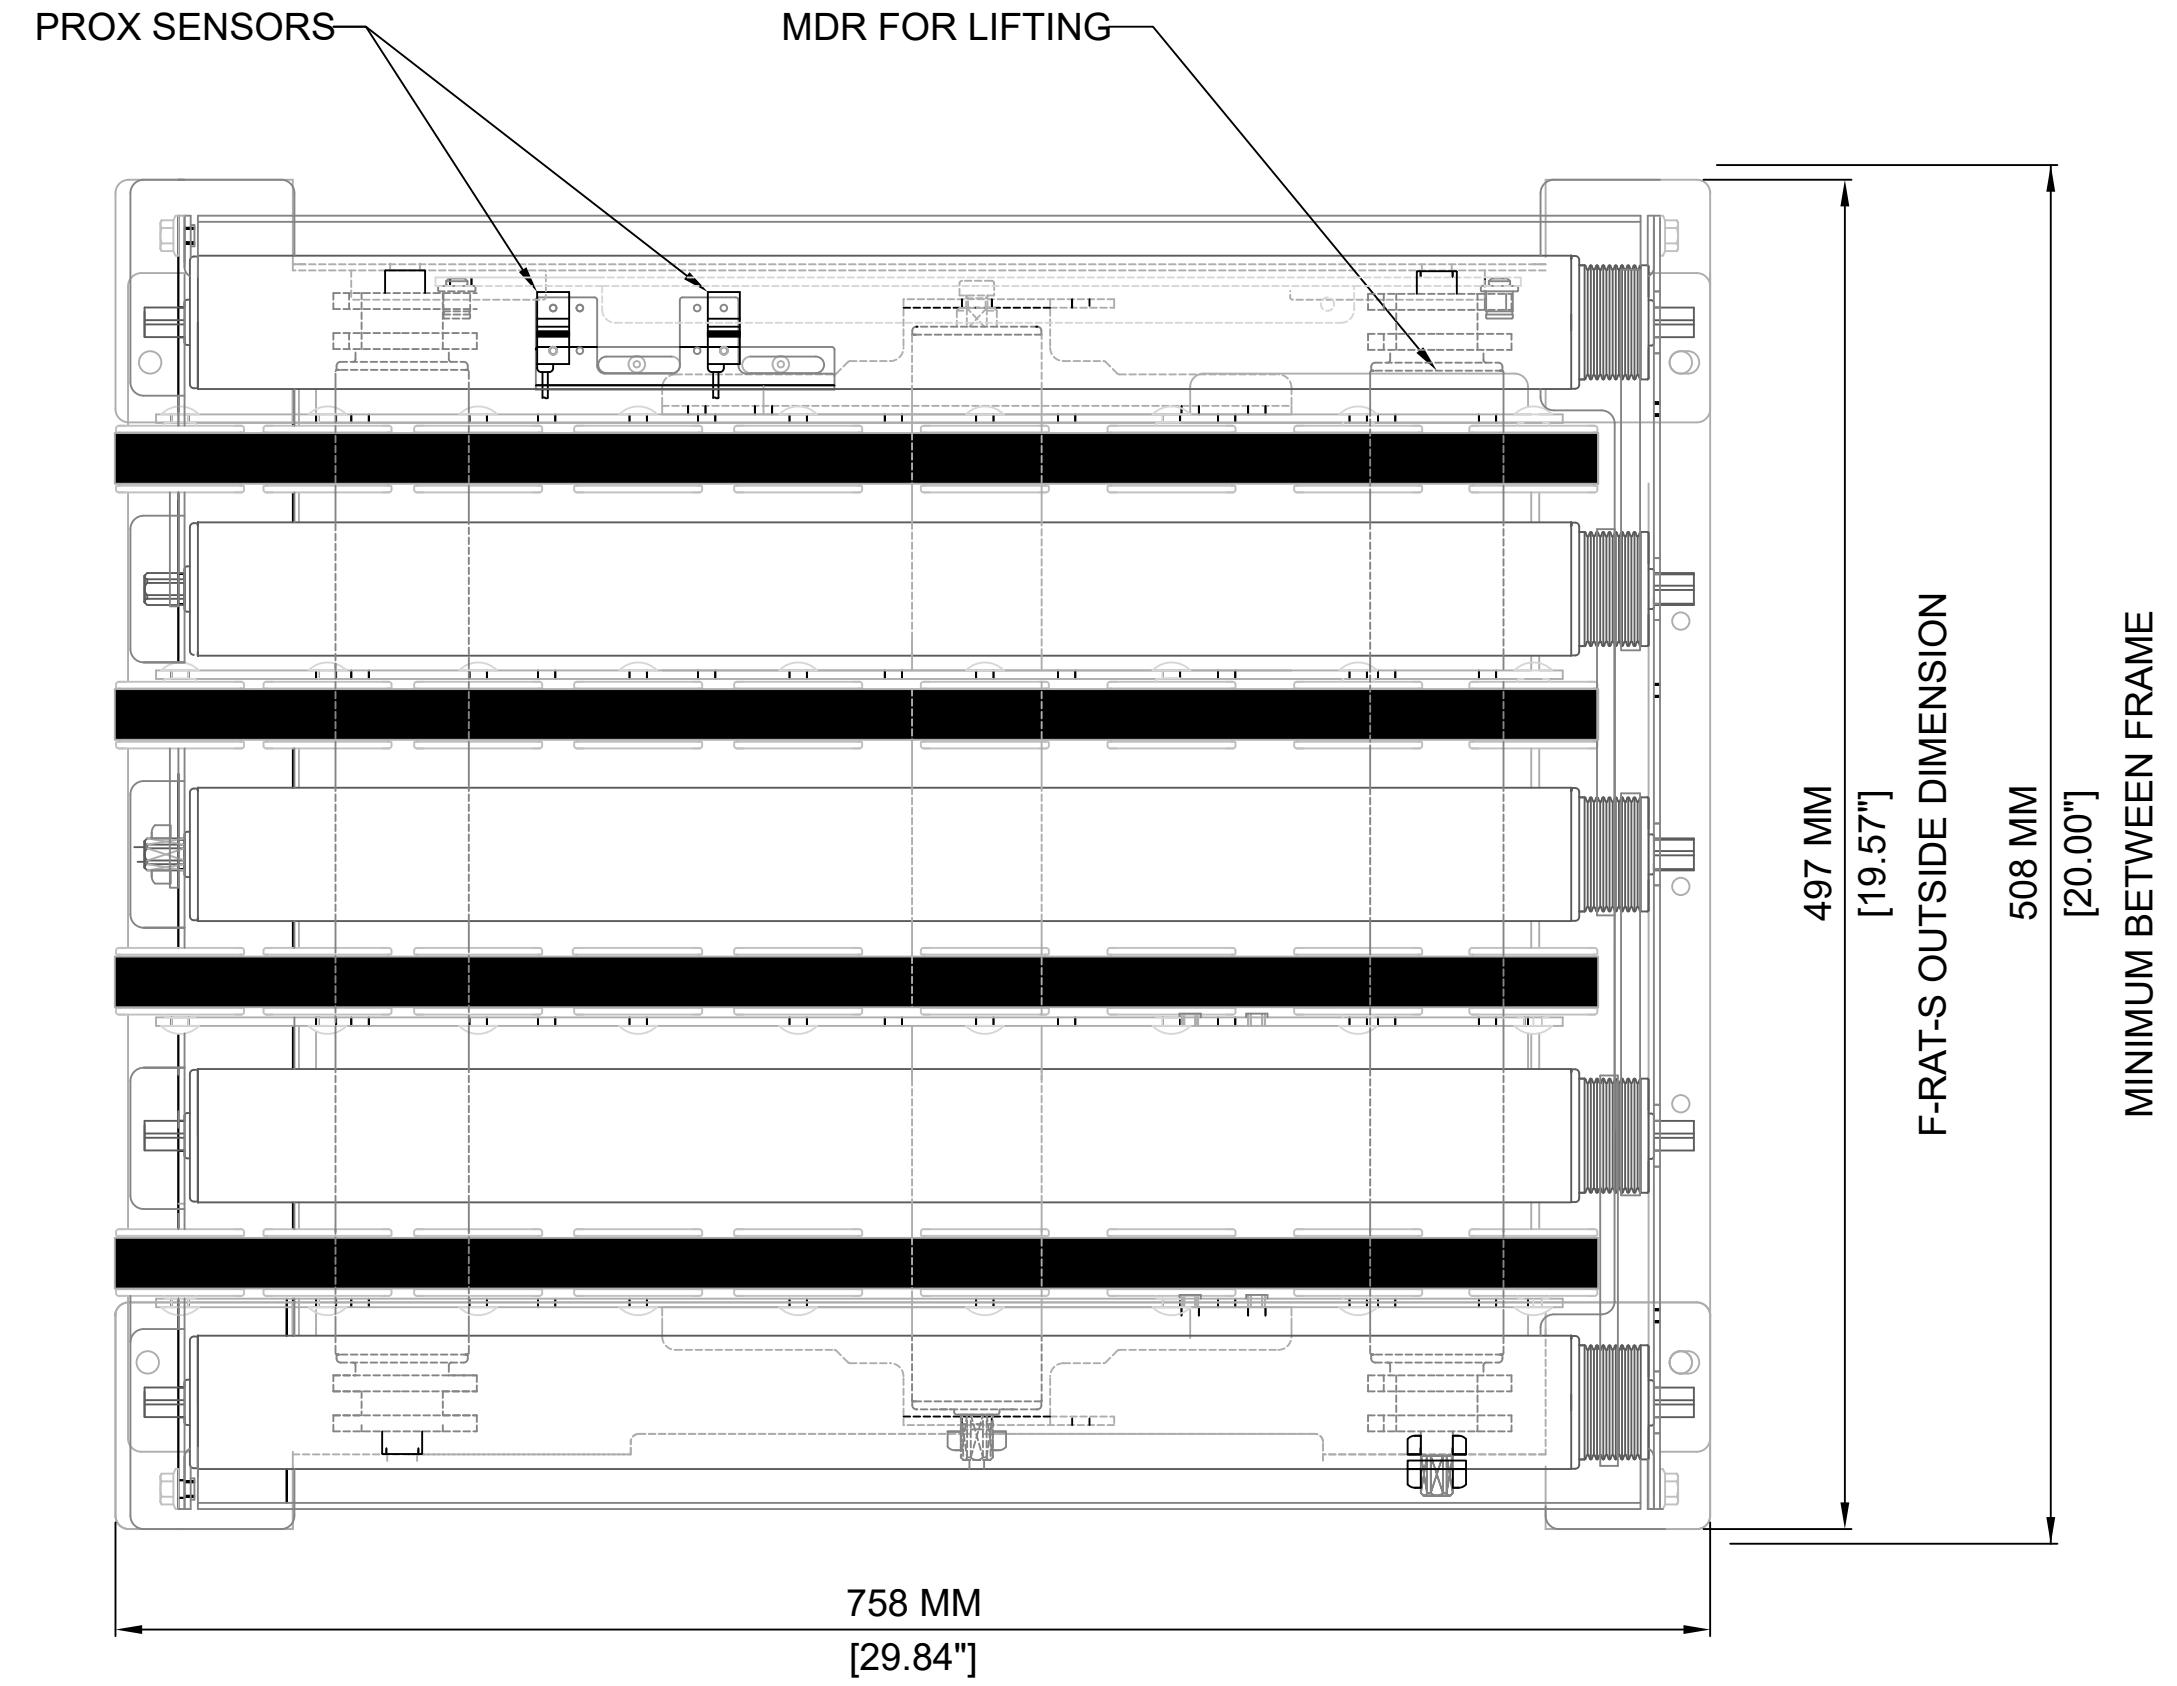 PROX SENSORS
MDR FOR LIFTING
497 MM
[19.57"]
F-RAT-S OUTSIDE DIMENSION
508 MM
[20.00"]
MINIMUM BETWEEN FRAME
758 MM
[29.84"]